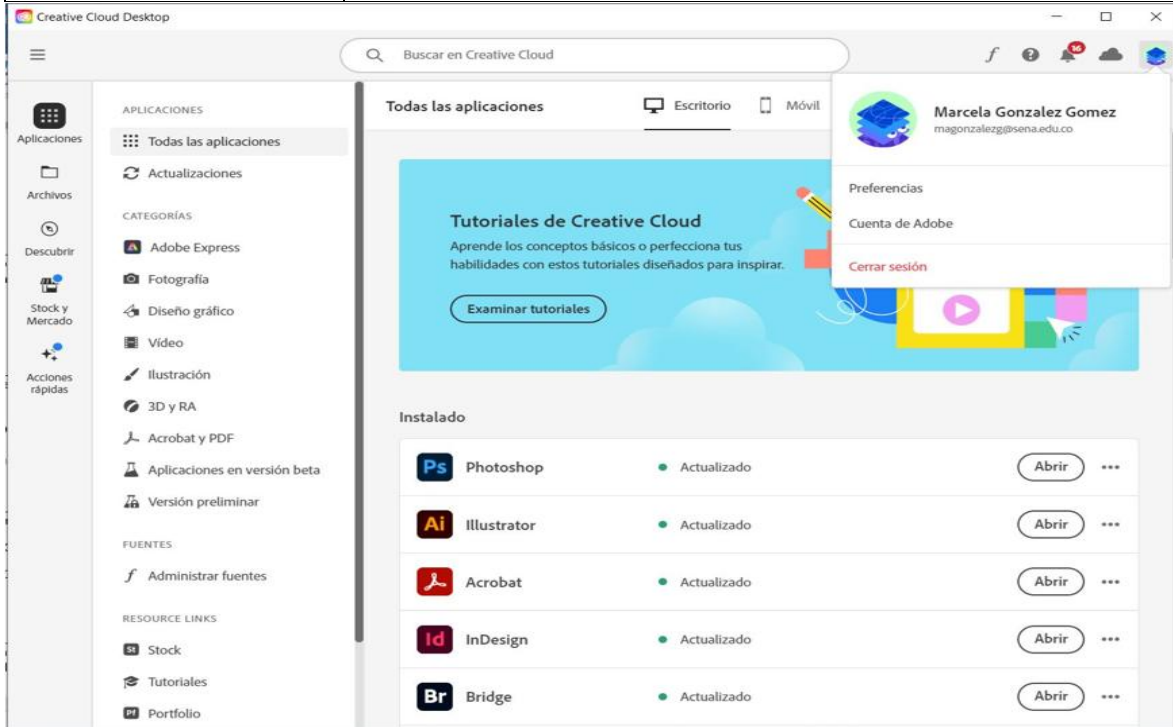 Creative Cloud Desktop
Buscar en Creative Cloud
16
Aplicaciones
Archivos
Descubrir
Stock y
Mercado
Acciones
rápidas
APLICACIONES
Todas las aplicaciones
Actualizaciones
CATEGORÍAS
Adobe Express
Fotografía
Diseño gráfico
Vídeo
Ilustración
3D y RA
Acrobat y PDF
Aplicaciones en versión beta
Versión preliminar
FUENTES
f Administrar fuentes
RESOURCE LINKS
St Stock
Tutoriales
Pf Portfolio
Todas las aplicaciones
Escritorio
Móvil
Marcela Gonzalez Gomez
magonzalezg@sena.edu.co
Preferencias
Cuenta de Adobe
Cerrar sesión
Tutoriales de Creative Cloud
Aprende los conceptos básicos o perfecciona tus
habilidades con estos tutoriales diseñados para inspirar.
Examinar tutoriales
Instalado
Ps Photoshop Actualizado Abrir
Ai Illustrator Actualizado Abrir
Acrobat Actualizado Abrir
Id InDesign Actualizado Abrir
Br Bridge Actualizado Abrir